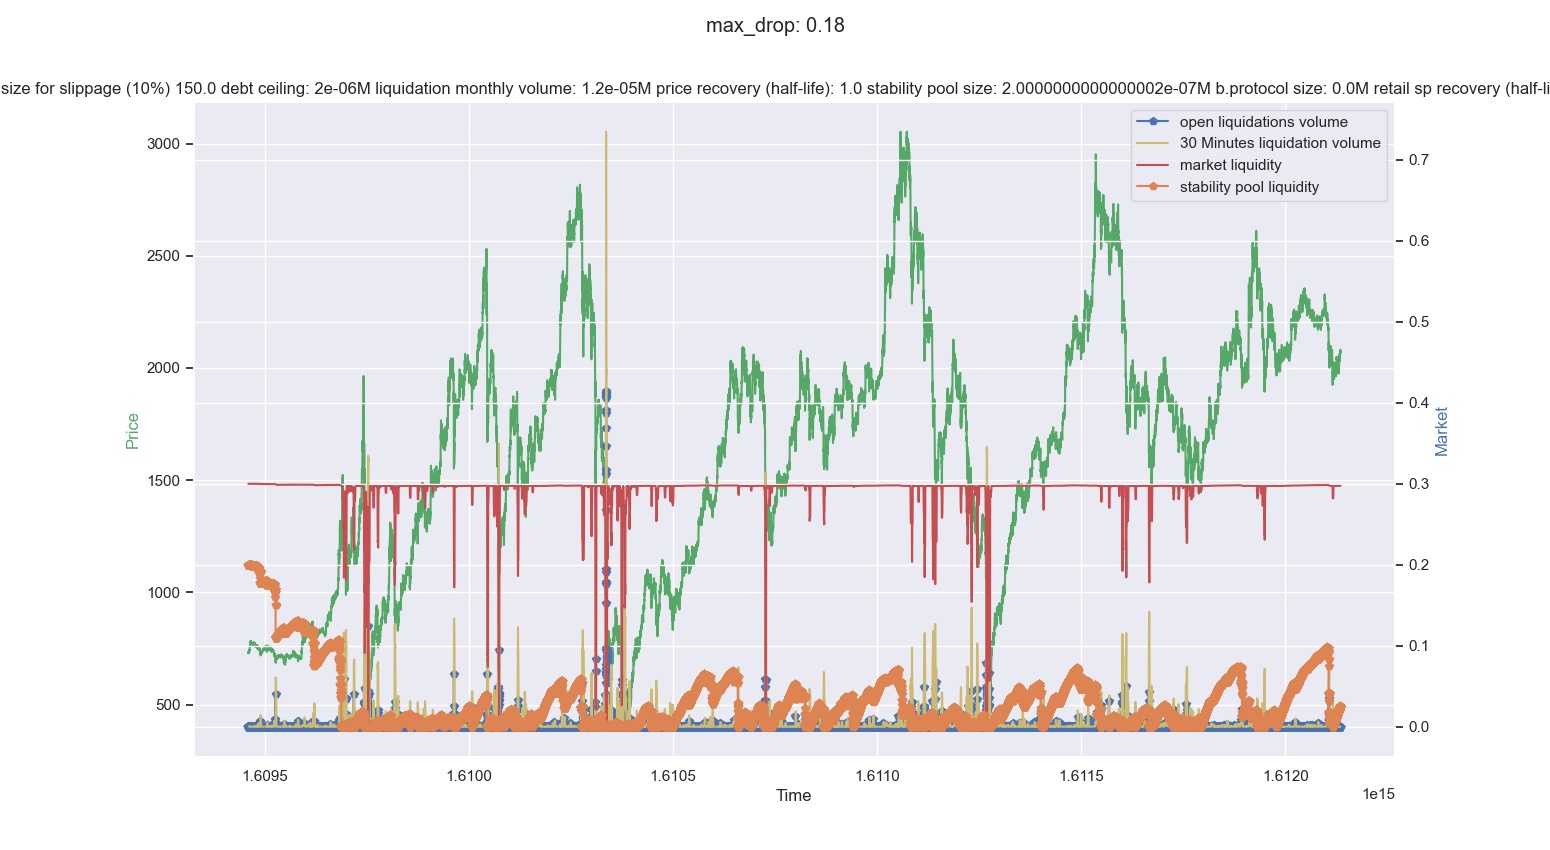 max_drop: 0.18
size for slippage (10%) 150.0 debt ceiling: 2e-06M liquidation monthly volume: 1.2e-05M price recovery (half-life): 1.0 stability pool size: 2.0000000000000002e-07M b.protocol size: 0.0M retail sp recovery (half-li
open liquidations volume
30 Minutes liquidation volume
market liquidity
stability pool liquidity
3000
2500
2000
1500
1000
500
Price
0.7
0.6
0.5
0.4
0.3
0.2
0.1
0.0
Market
1.6095 1.6100 1.6105 1.6110 1.6115 1.6120
Time
1e15